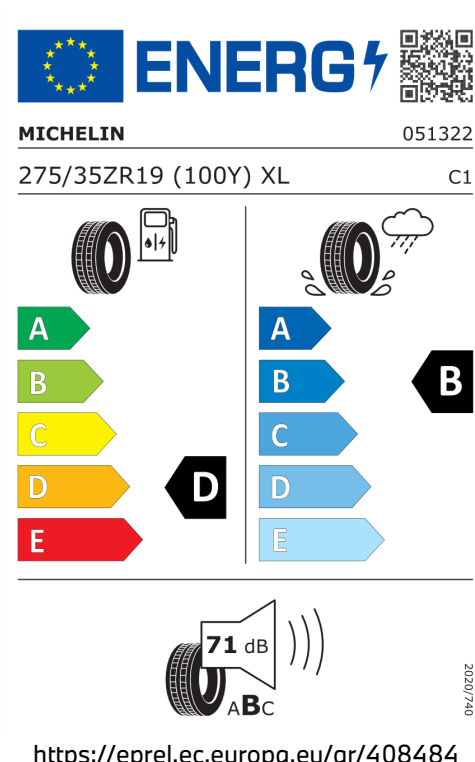 ENERG
MICHELIN 051322
275/35ZR19 (100Y) XL C1
A A
B B B
C C
D D D
E E
71 dB
ABC
2020/740
https://eprel.ec.europa.eu/qr/408484